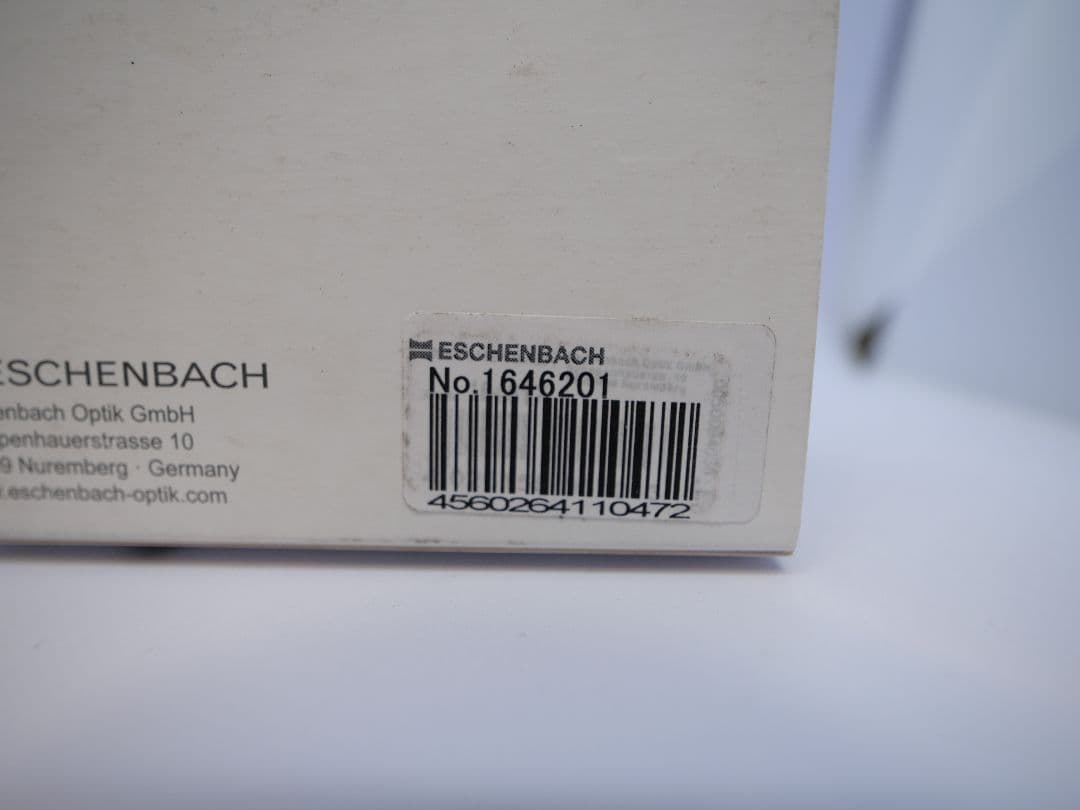 ESCHENBACH
enbach Optik GmbH
penhauerstrasse 10
9 Nuremberg · Germany
.eschenbach-optik.com
ESCHENBACH
No.1646201
4560264110472